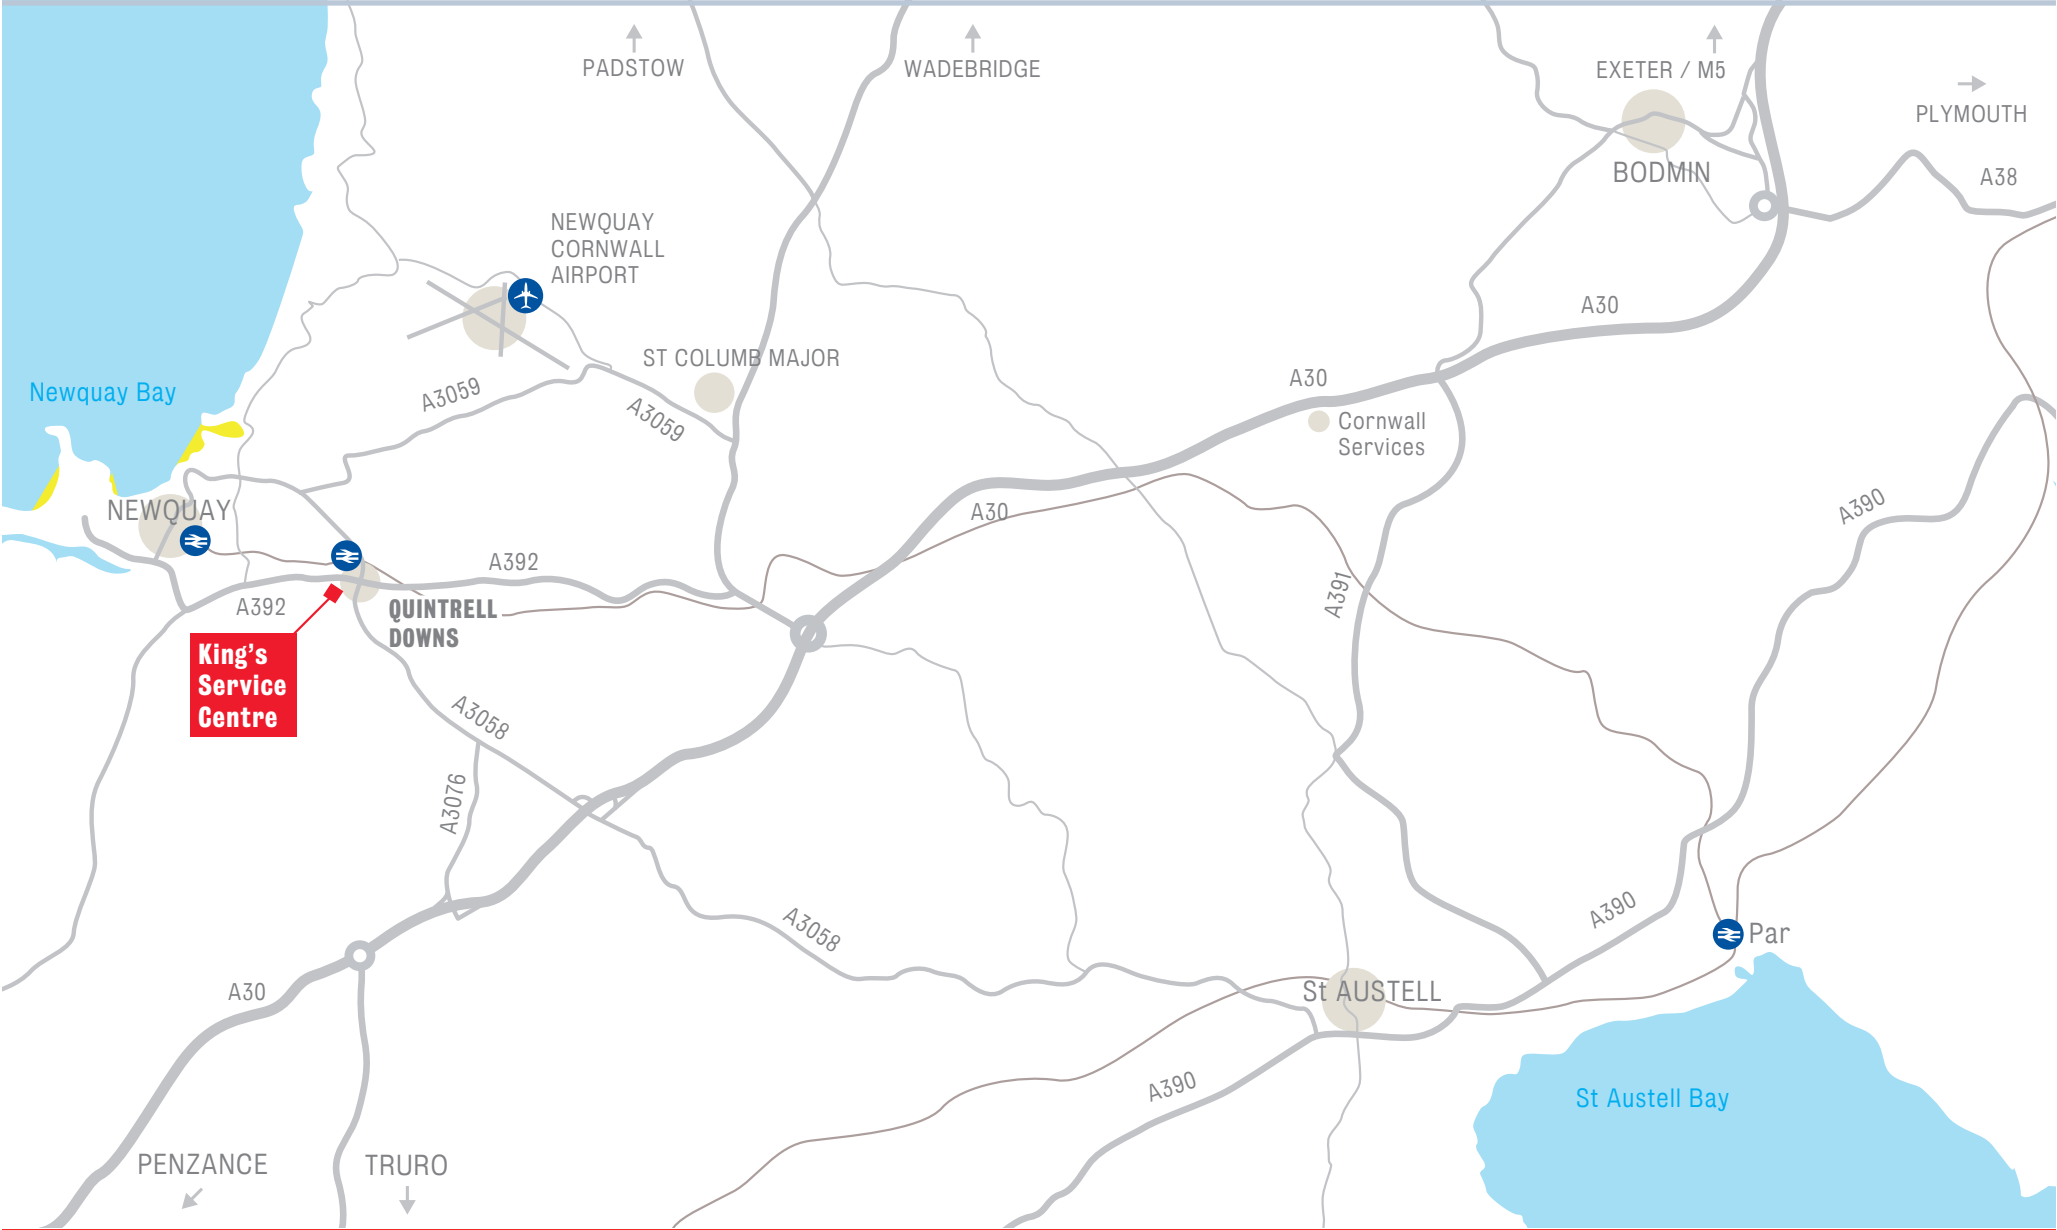 PADSTOW
WADEBRIDGE
EXETER / M5
PLYMOUTH
BODMIN
A38
NEWQUAY
CORNWALL
AIRPORT
A30
ST COLUMB MAJOR
A30
Newquay Bay
A3059
A3059
Cornwall
Services
NEWQUAY
A30
A390
A392
A392
A391
QUINTRELL
DOWNS
King's
Service
Centre
A3058
A3076
A3058
A390
Par
A30
St AUSTELL
A390
St Austell Bay
PENZANCE
TRURO